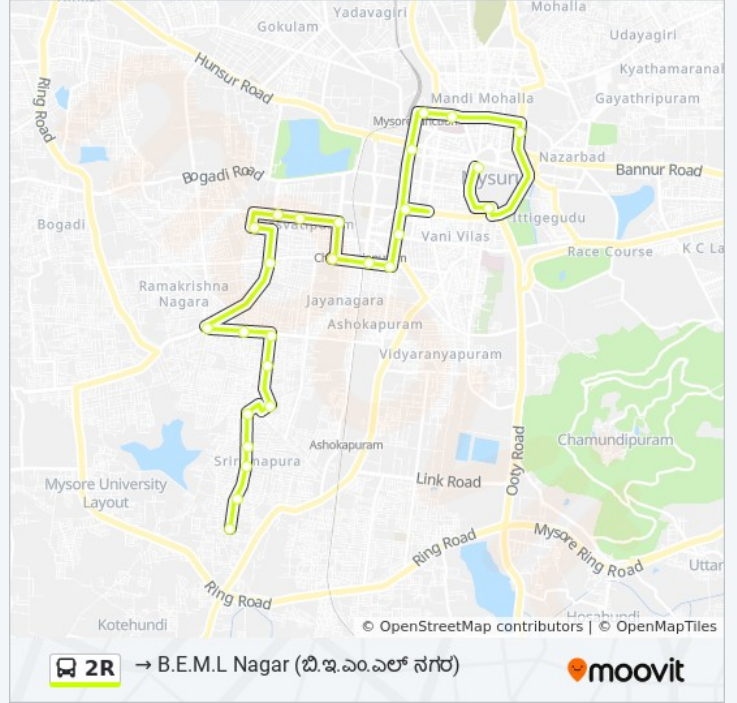 Yadavagiri
Mohalla
Gokulam
Udayagiri
Hunsur Road
Kyathamaranal
Ring Road
Mandi Mohalla
Gayathripuram
Nazarbad
Bannur Road
Bogadi Road
Mysuru
Ittigegudu
Bogadi
Vani Vilas
Race Course
K C La
Ramakrishna
Nagara
Jayanagara
Ashokapuram
Vidyaranyapuram
Ashokapuram
Chamundipuram
Ooty Road
Mysore University
Layout
Link Road
Ring Road
Mysore Ring Road
Uttar
Ring Road
Kotehundi
Hosahundi
© OpenStreetMap contributors | © OpenMapTiles
2R → B.E.M.L Nagar (ಬಿ.ಇ.ಎಂ.ಎಲ್ ನಗರ)
moovit